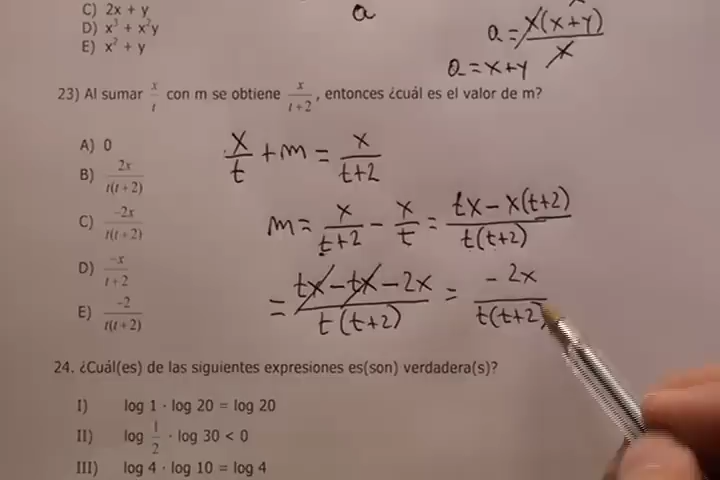 C) 2x + y
D) x³ + x²y
E) x² + y
a
a = x(x+y)/x
a = x+y
23) Al sumar x/t con m se obtiene x/(t+2), entonces ¿cuál es el valor de m?
A) 0
B) 2x/(t(t+2))
C) -2x/(t(t+2))
D) -x/(t+2)
E) -2/(t(t+2))
x/t + m = x/(t+2)
m = x/(t+2) - x/t = (tx - x(t+2))/(t(t+2))
= (tx - tx - 2x)/(t(t+2)) = -2x/(t(t+2))
24. ¿Cuál(es) de las siguientes expresiones es(son) verdadera(s)?
I) log 1 · log 20 = log 20
II) log 1/2 · log 30 < 0
III) log 4 · log 10 = log 4